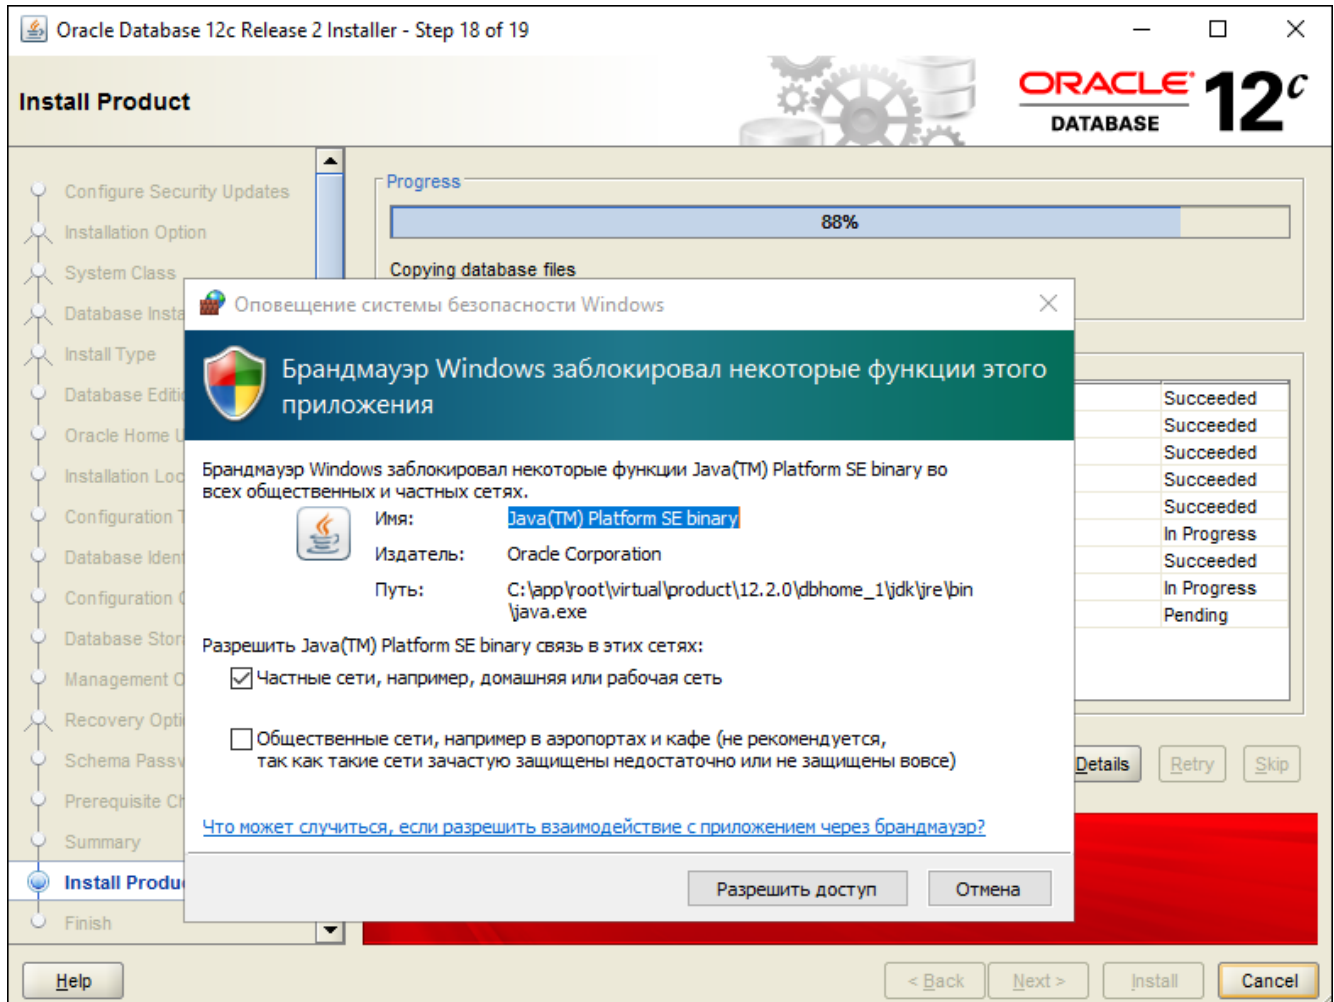 Oracle Database 12c Release 2 Installer - Step 18 of 19
Install Product
ORACLE
DATABASE
12c
Configure Security Updates
Installation Option
System Class
Database Insta
Install Type
Database Editi
Oracle Home U
Installation Loc
Configuration T
Database Ident
Configuration O
Database Stor
Management O
Recovery Opti
Schema Passw
Prerequisite Ch
Summary
Install Produ
Finish
Progress
88%
Copying database files
Оповещение системы безопасности Windows
Брандмауэр Windows заблокировал некоторые функции этого
приложения
Брандмауэр Windows заблокировал некоторые функции Java(TM) Platform SE binary во
всех общественных и частных сетях.
Имя: Java(TM) Platform SE binary
Издатель: Oracle Corporation
Путь: C:\app\root\virtual\product\12.2.0\dbhome_1\jdk\jre\bin
\java.exe
Разрешить Java(TM) Platform SE binary связь в этих сетях:
Частные сети, например, домашняя или рабочая сеть
Общественные сети, например в аэропортах и кафе (не рекомендуется,
так как такие сети зачастую защищены недостаточно или не защищены вовсе)
Что может случиться, если разрешить взаимодействие с приложением через брандмауэр?
Разрешить доступ
Отмена
Succeeded
Succeeded
Succeeded
Succeeded
Succeeded
In Progress
Succeeded
In Progress
Pending
Details
Retry
Skip
Help
< Back
Next >
Install
Cancel